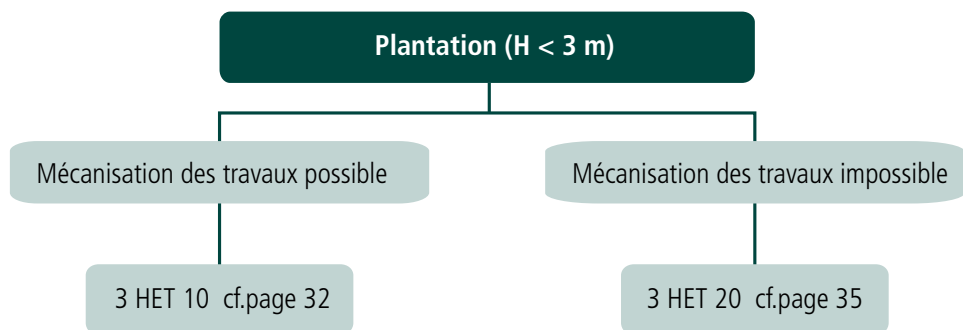 Plantation (H < 3 m)
Mécanisation des travaux possible
Mécanisation des travaux impossible
3 HET 10 cf.page 32
3 HET 20 cf.page 35